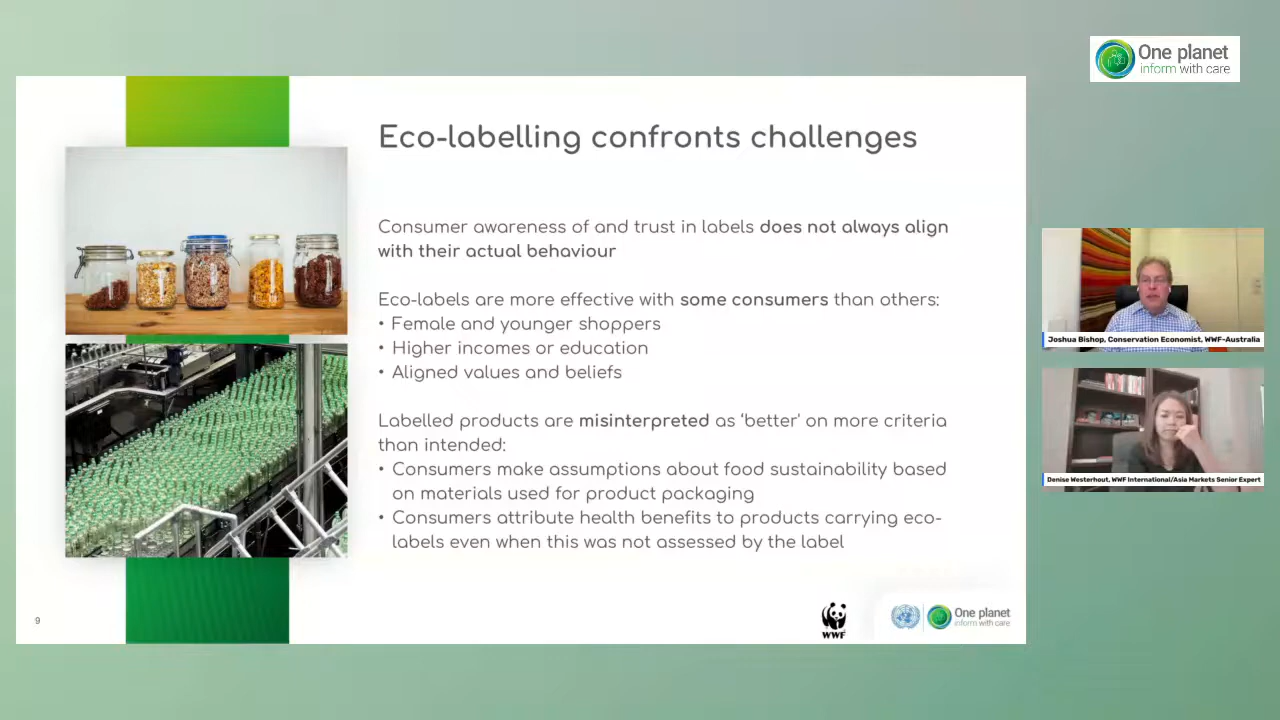 One planet
inform with care
Eco-labelling confronts challenges
Consumer awareness of and trust in labels does not always align
with their actual behaviour
Eco-labels are more effective with some consumers than others:
• Female and younger shoppers
• Higher incomes or education
• Aligned values and beliefs
Labelled products are misinterpreted as ‘better’ on more criteria
than intended:
• Consumers make assumptions about food sustainability based
on materials used for product packaging
• Consumers attribute health benefits to products carrying eco-
labels even when this was not assessed by the label
9
WWF
One planet
inform with care
Joshua Bishop, Conservation Economist, WWF-Australia
Denise Westerhout, WWF International/Asia Markets Senior Expert